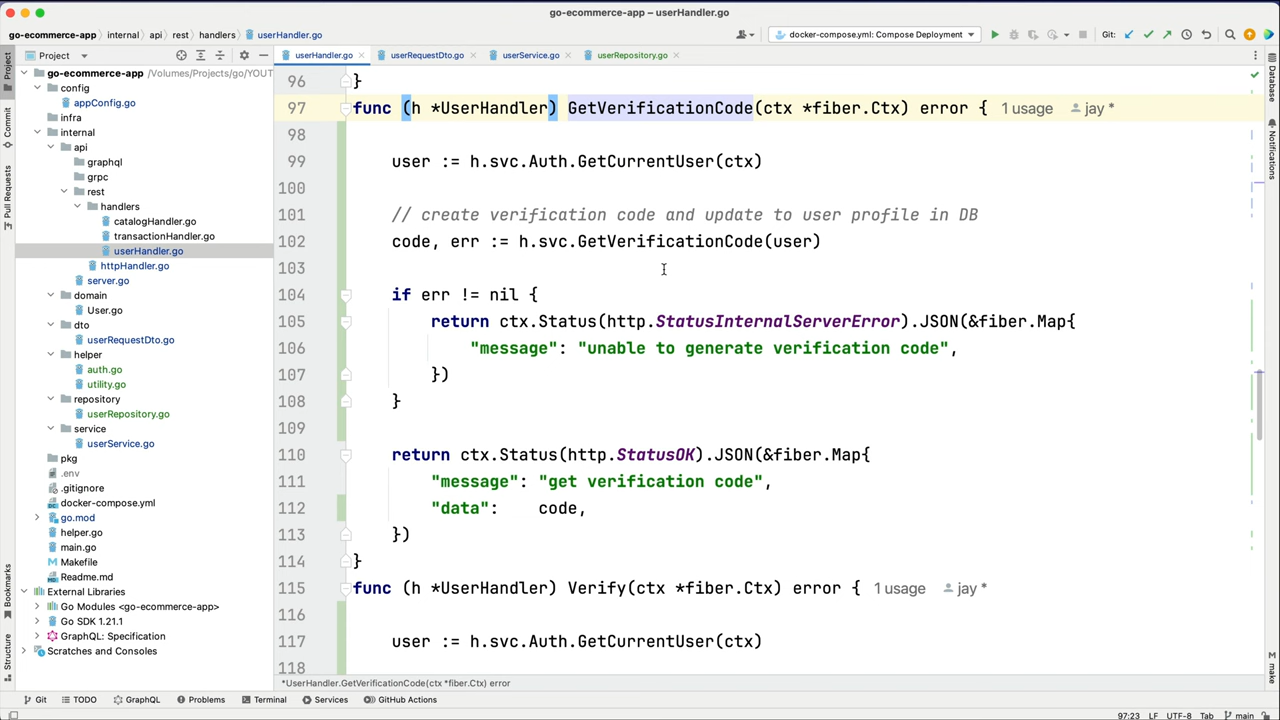 go-ecommerce-app – userHandler.go
go-ecommerce-app
internal
api
rest
handlers
userHandler.go
docker-compose.yml: Compose Deployment
Git:
Project
userHandler.go
userRequestDto.go
userService.go
userRepository.go
go-ecommerce-app /Volumes/Projects/go/YOUT
config
appConfig.go
infra
internal
api
graphql
grpc
rest
handlers
catalogHandler.go
transactionHandler.go
userHandler.go
httpHandler.go
server.go
domain
User.go
dto
userRequestDto.go
helper
auth.go
utility.go
repository
userRepository.go
service
userService.go
pkg
.env
.gitignore
docker-compose.yml
go.mod
helper.go
main.go
Makefile
Readme.md
External Libraries
Go Modules <go-ecommerce-app>
Go SDK 1.21.1
GraphQL: Specification
Scratches and Consoles
Project
Commit
Pull Requests
Bookmarks
Structure
96 }
97 func (h *UserHandler) GetVerificationCode(ctx *fiber.Ctx) error { 1 usage jay *
98
99 user := h.svc.Auth.GetCurrentUser(ctx)
100
101 // create verification code and update to user profile in DB
102 code, err := h.svc.GetVerificationCode(user)
103
104 if err != nil {
105 return ctx.Status(http.StatusInternalServerError).JSON(&fiber.Map{
106 "message": "unable to generate verification code",
107 })
108 }
109
110 return ctx.Status(http.StatusOK).JSON(&fiber.Map{
111 "message": "get verification code",
112 "data": code,
113 })
114 }
115 func (h *UserHandler) Verify(ctx *fiber.Ctx) error { 1 usage jay *
116
117 user := h.svc.Auth.GetCurrentUser(ctx)
118
Database
Notifications
make
*UserHandler.GetVerificationCode(ctx *fiber.Ctx) error
Git
TODO
GraphQL
Problems
Terminal
Services
GitHub Actions
97:23 LF UTF-8 Tab main